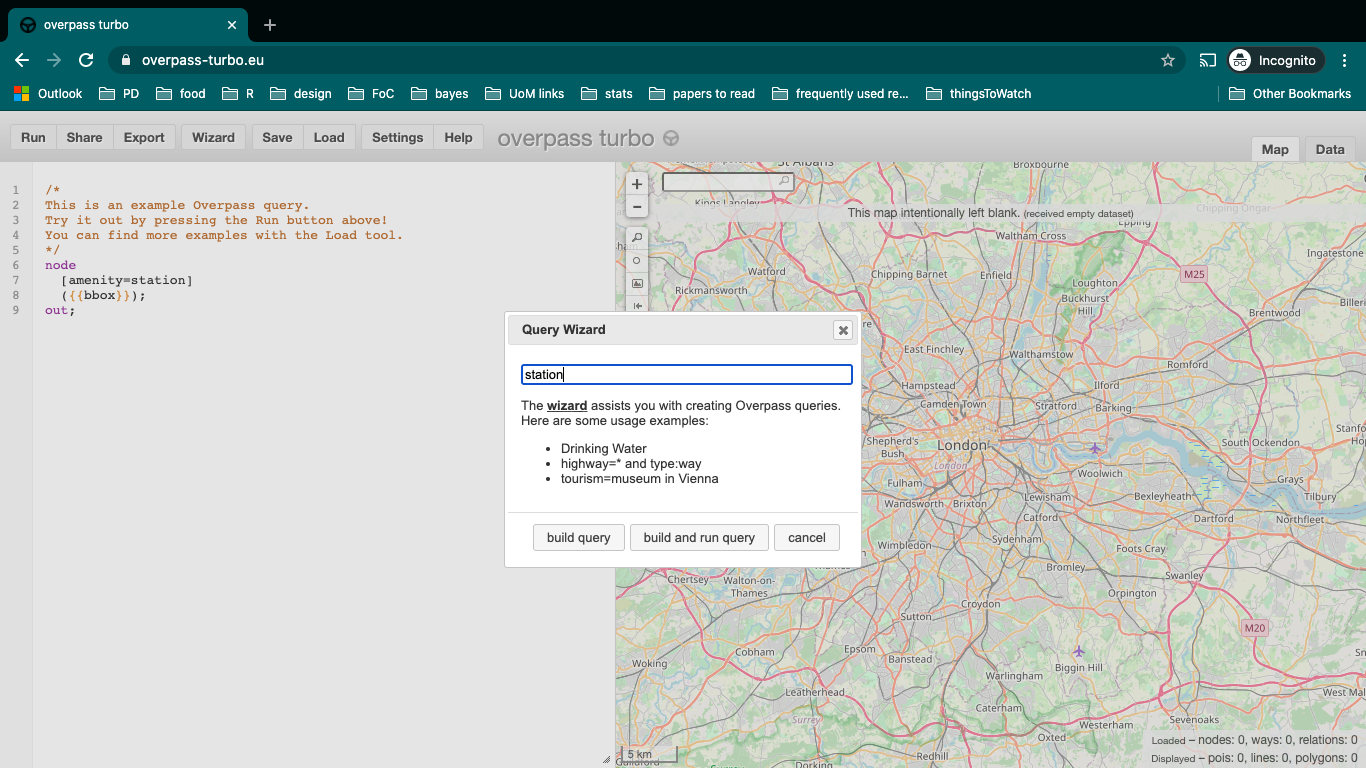 overpass turbo
overpass-turbo.eu
Incognito
Outlook PD food R design FoC bayes UoM links stats papers to read frequently used re... thingsToWatch Other Bookmarks
Run Share Export Wizard Save Load Settings Help overpass turbo
Map Data
1 /*
2 This is an example Overpass query.
3 Try it out by pressing the Run button above!
4 You can find more examples with the Load tool.
5 */
6 node
7 [amenity=station]
8 ({{bbox}});
9 out;
Query Wizard
station
The wizard assists you with creating Overpass queries.
Here are some usage examples:
Drinking Water
highway=* and type:way
tourism=museum in Vienna
build query build and run query cancel
+
−
St Albans
Broxbourne
Kings Langley
This map intentionally left blank. (received empty dataset)
Chipping Ongar
Epping
Waltham Cross
Ingatestone
Watford
Chipping Barnet
Enfield
M25
Loughton
Rickmansworth
Buckhurst
Hill
Brentwood
East Finchley
Walthamstow
Romford
Hampstead
Ilford
Camden Town
Stratford
Barking
Shepherd's
Bush
London
London
South Ockendon
Woolwich
Grays
Fulham
Wandsworth
Brixton
Lewisham
Bexleyheath
Tilbury
Catford
Dartford
Northfleet
Wimbledon
Sydenham
Foots Cray
Bromley
Swanley
Chertsey
Walton-on-
Thames
Orpington
Croydon
Sutton
M20
Woking
Cobham
Epsom
Banstead
Biggin Hill
Warlingham
Leatherhead
West Mal
Surrey
Caterham
Westerham
Sevenoaks
Oxted
5 km
Guildford
Dorking
Redhill
Loaded – nodes: 0, ways: 0, relations: 0
Displayed – pois: 0, lines: 0, polygons: 0